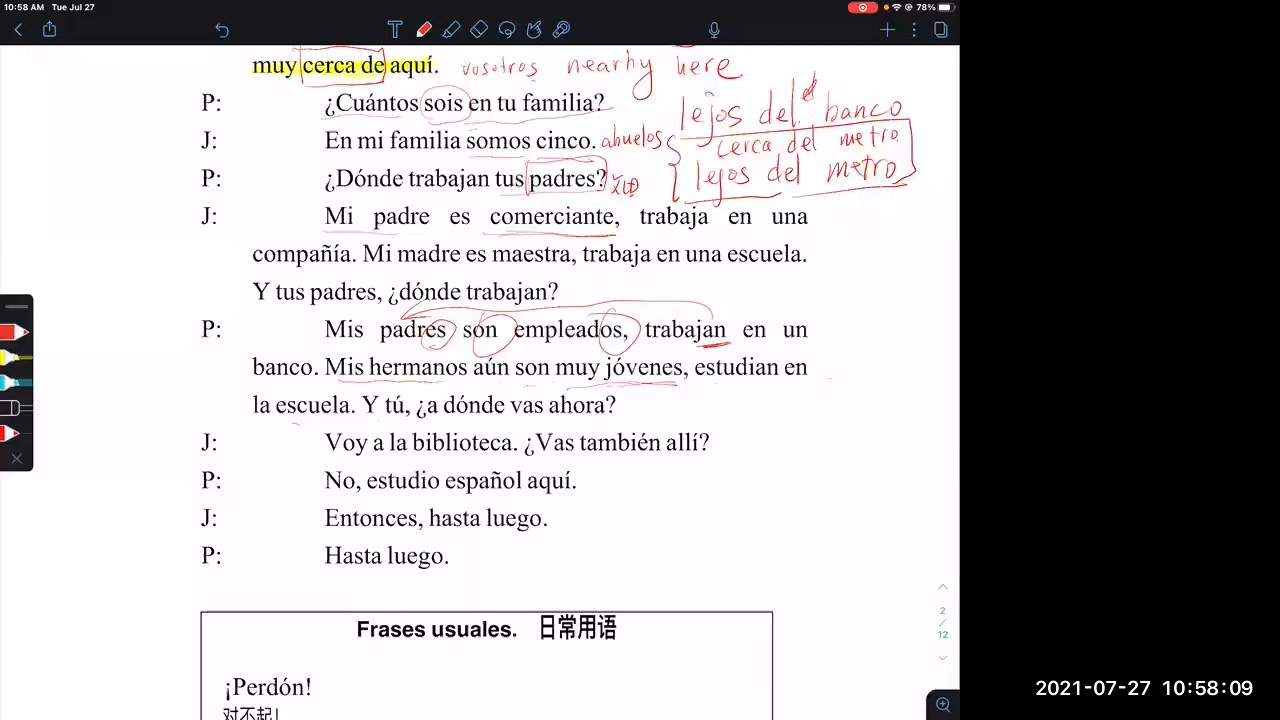 10:58 AM Tue Jul 27
78%
muy cerca de aquí. vosotros nearby here
P: ¿Cuántos sois en tu familia?
lejos del banco
J: En mi familia somos cinco. abuelos
cerca del metro
P: ¿Dónde trabajan tus padres?
lejos del metro
J: Mi padre es comerciante, trabaja en una
compañía. Mi madre es maestra, trabaja en una escuela.
Y tus padres, ¿dónde trabajan?
P: Mis padres son empleados, trabajan en un
banco. Mis hermanos aún son muy jóvenes, estudian en
la escuela. Y tú, ¿a dónde vas ahora?
J: Voy a la biblioteca. ¿Vas también allí?
P: No, estudio español aquí.
J: Entonces, hasta luego.
P: Hasta luego.
2
/
12
Frases usuales. 日常用语
¡Perdón!
对不起!
2021-07-27 10:58:09